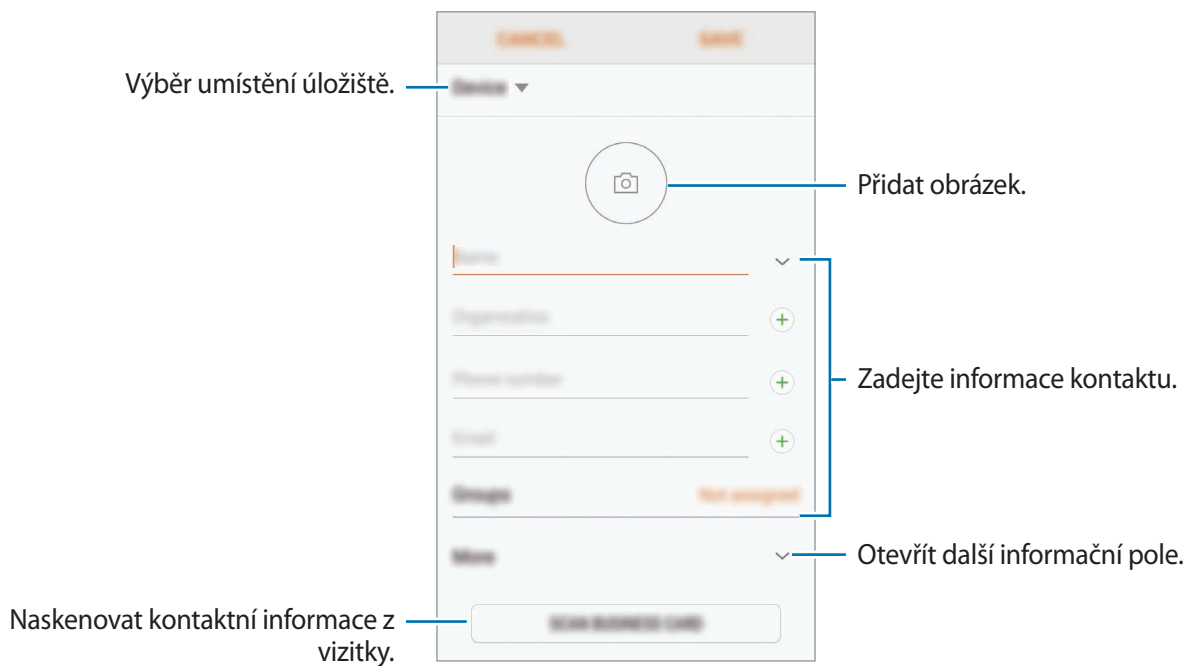 CANCEL
SAVE
Výběr umístění úložiště.
Device
Přidat obrázek.
Name
Organisation
Phone number
Zadejte informace kontaktu.
Email
Groups
Not assigned
More
Otevřít další informační pole.
Naskenovat kontaktní informace z
vizitky.
SCAN BUSINESS CARD